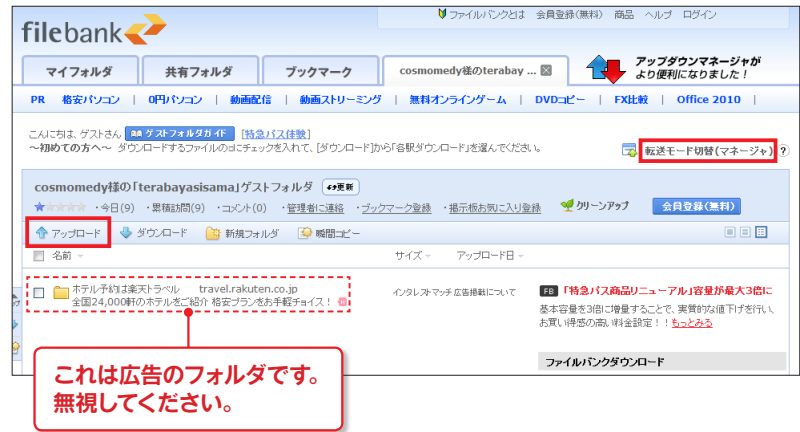 ファイルバンクとは 会員登録(無料) 商品 ヘルプ ログイン
filebank
マイフォルダ 共有フォルダ ブックマーク cosmomedy様のterabay ... アップダウンマネージャが
より便利になりました！
PR 格安パソコン | 0円パソコン | 動画配信 | 動画ストリーミング | 無料オンラインゲーム | DVDコピー | FX比較 | Office 2010 |
こんにちは、ゲストさん ゲストフォルダガイド [特急パス体験]
～初めての方へ～ ダウンロードするファイルの□にチェックを入れて、[ダウンロード]から「各駅ダウンロード」を選んでください。
転送モード切替(マネージャ) ?
cosmomedy様の「terabayasisama」ゲストフォルダ 更新
★☆☆☆☆ ・今日(9) ・累積訪問(9) ・コメント(0) ・管理者に連絡 ・ブックマーク登録 ・掲示板お気に入り登録 クリーンアップ 会員登録(無料)
アップロード ダウンロード 新規フォルダ 瞬間コピー
名前 サイズ アップロード日
ホテル予約は楽天トラベル travel.rakuten.co.jp
全国24,000軒のホテルをご紹介 格安プランをお手軽チョイス！
インタレストマッチ 広告掲載について
FB 「特急パス商品リニューアル」容量が最大3倍に
基本容量を3倍に増量することで、実質的な値下げを行い、
お買い得感の高い料金設定！！もっとみる
ファイルバンクダウンロード
これは広告のフォルダです。
無視してください。